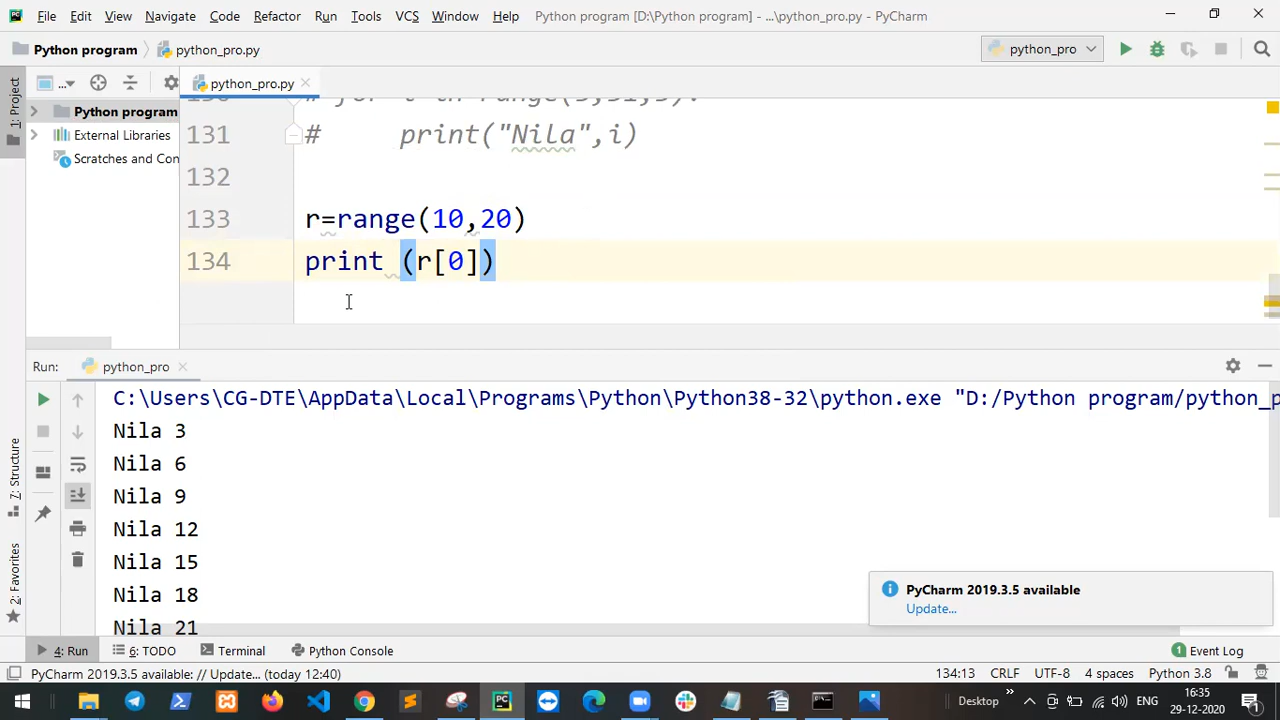 File Edit View Navigate Code Refactor Run Tools VCS Window Help Python program [D:\Python program] - ...\python_pro.py - PyCharm
Python program python_pro.py python_pro
... python_pro.py
1: Project
Python program
External Libraries
Scratches and Con
131 # print("Nila",i)
132
133 r=range(10,20)
134 print (r[0])
Run: python_pro
C:\Users\CG-DTE\AppData\Local\Programs\Python\Python38-32\python.exe "D:/Python program/python_p
Nila 3
Nila 6
Nila 9
Nila 12
Nila 15
Nila 18
Nila 21
7: Structure
2: Favorites
PyCharm 2019.3.5 available
Update...
4: Run 6: TODO Terminal Python Console 1 Event Log
PyCharm 2019.3.5 available: // Update... (today 12:40) 134:13 CRLF UTF-8 4 spaces Python 3.8
Desktop » ENG 16:35
29-12-2020